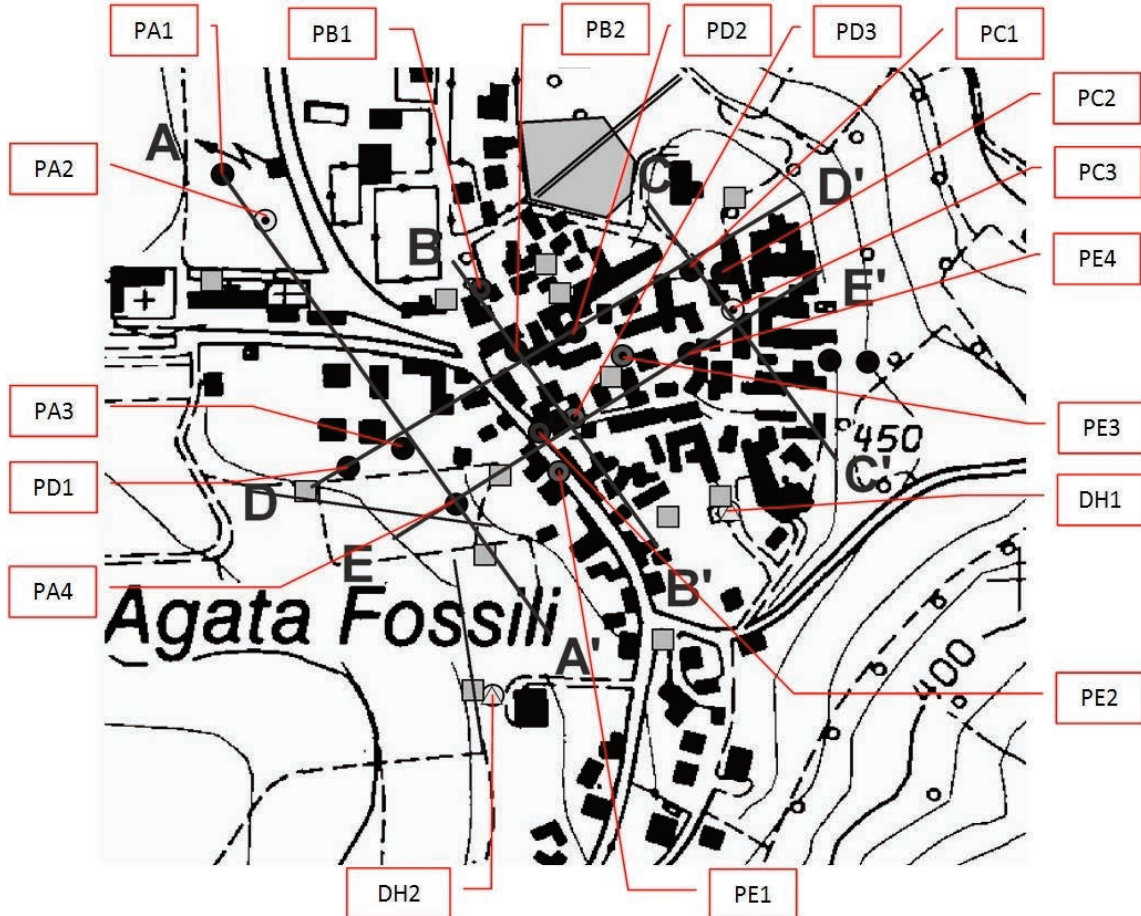 PA1
PB1
PB2
PD2
PD3
PC1
PC2
PA2
PC3
PE4
PA3
PE3
PD1
DH1
PA4
PE2
DH2
PE1
A
B
C
D'
E'
450
C'
D
E
B'
Agata Fossili
A'
400